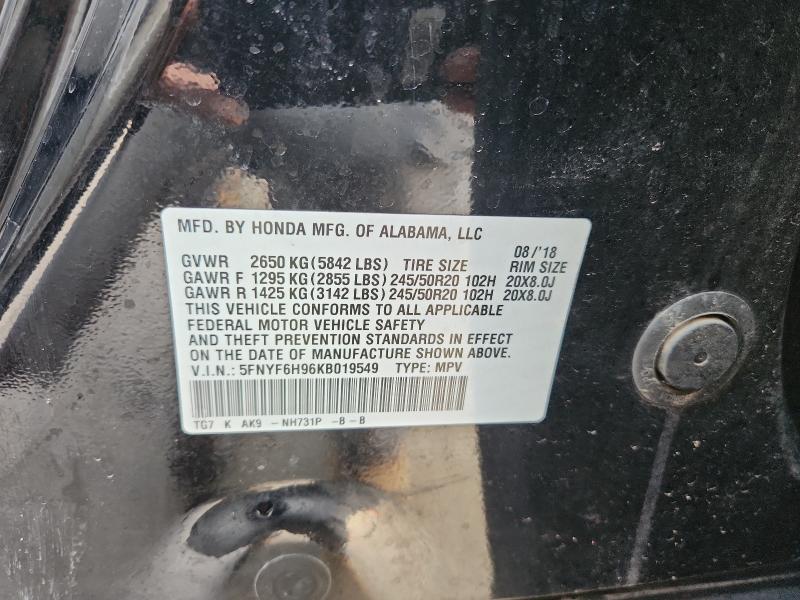 MFD. BY HONDA MFG. OF ALABAMA, LLC
08/'18
GVWR 2650 KG(5842 LBS) TIRE SIZE RIM SIZE
GAWR F 1295 KG(2855 LBS) 245/50R20 102H 20X8.0J
GAWR R 1425 KG(3142 LBS) 245/50R20 102H 20X8.0J
THIS VEHICLE CONFORMS TO ALL APPLICABLE
FEDERAL MOTOR VEHICLE SAFETY
AND THEFT PREVENTION STANDARDS IN EFFECT
ON THE DATE OF MANUFACTURE SHOWN ABOVE.
V.I.N.: 5FNYF6H96KB019549 TYPE: MPV
TG7 K AK9 -NH731P -B-B